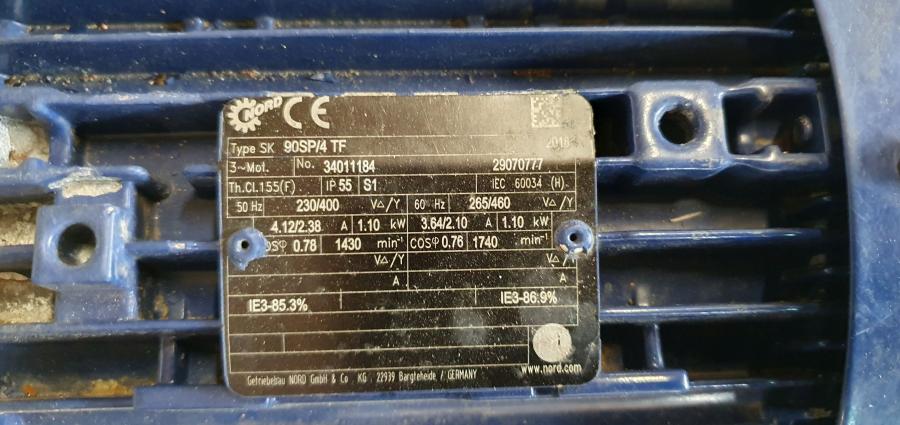 NORD CE
Type SK 90SP/4 TF 2018
3~Mot. No. 34011184 29070777
Th.Cl.155(F) IP 55 S1 IEC 60034 (H)
50 Hz 230/400 V△/Y 60 Hz 265/460 V△/Y
4.12/2.38 A 1.10 kW 3.64/2.10 A 1.10 kW
COSφ 0.78 1430 min⁻¹ COSφ 0.76 1740 min⁻¹
V△/Y V△/Y
A A
IE3-85.3% IE3-86.9%
www.nord.com
Getriebebau NORD GmbH & Co KG 22939 Bargteheide / GERMANY